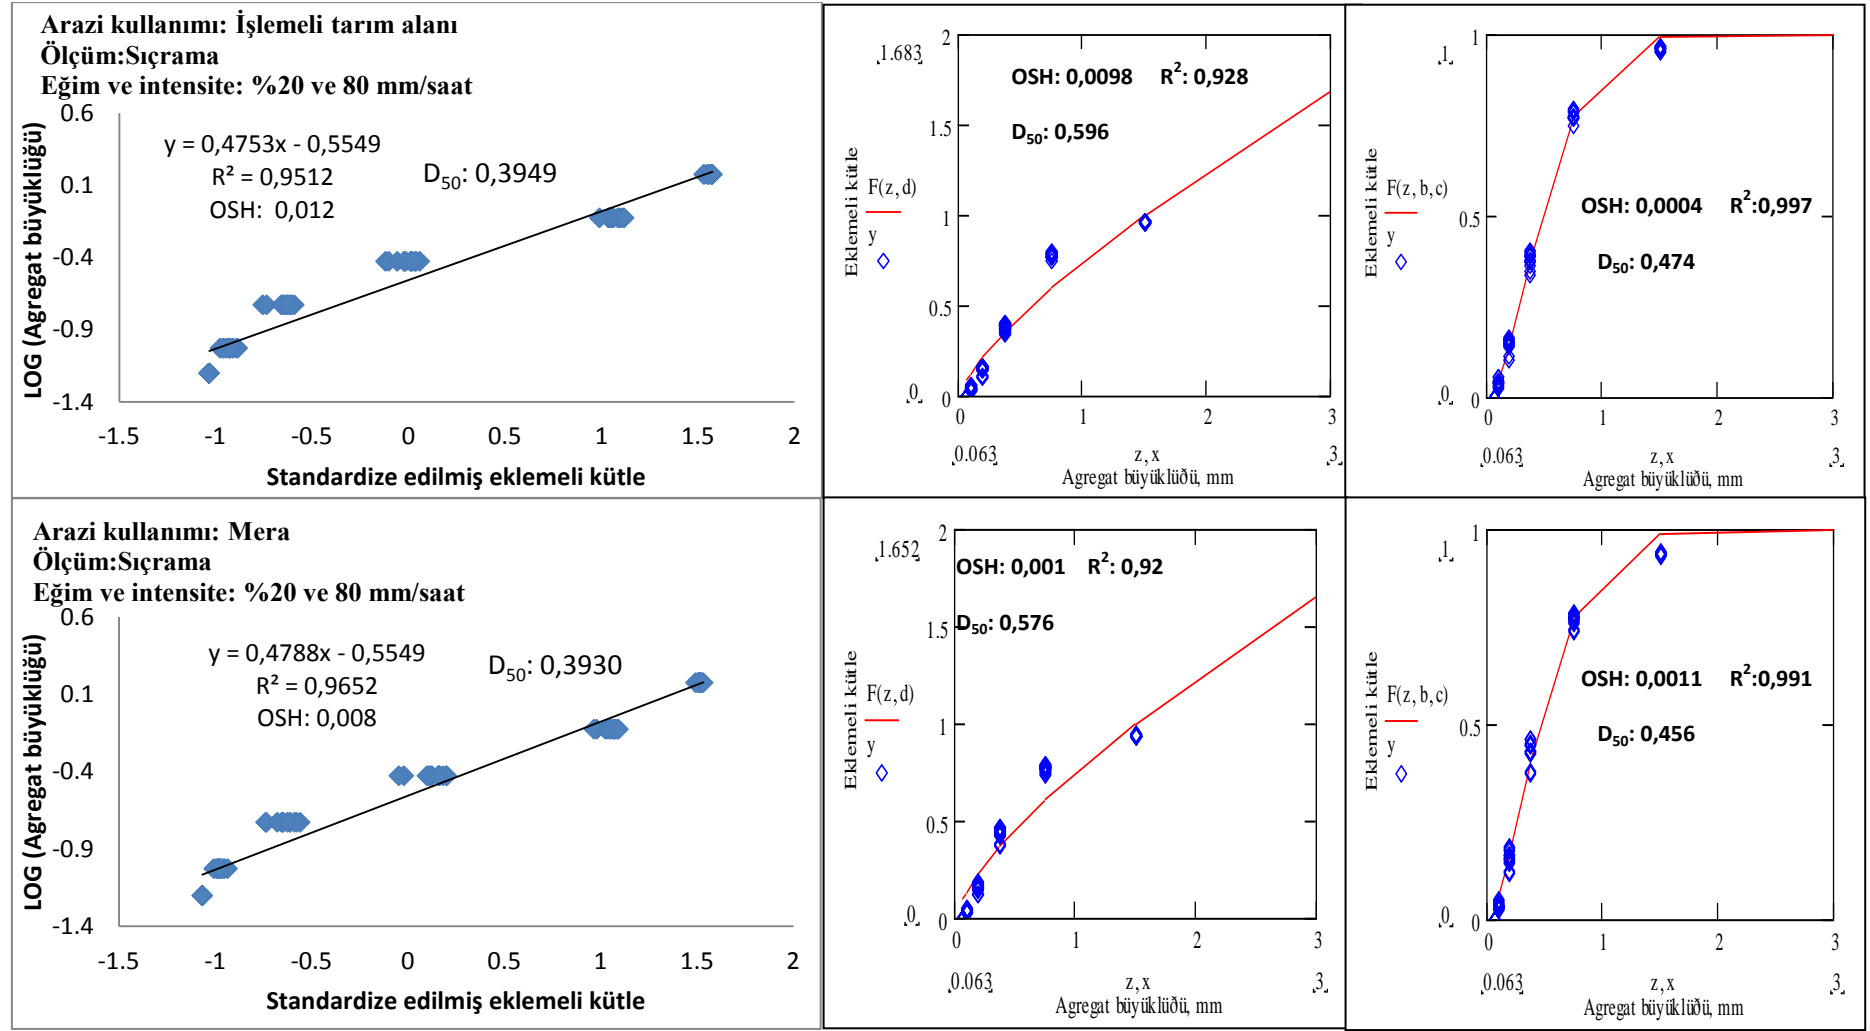 Arazi kullanımı: İşlemeli tarım alanı
Ölçüm:Sıçrama
Eğim ve intensite: %20 ve 80 mm/saat
0.6
0.1
-0.4
-0.9
-1.4
LOG (Agregat büyüklüğü)
y = 0,4753x - 0,5549
R² = 0,9512
OSH: 0,012
D₅₀: 0,3949
-1.5 -1 -0.5 0 0.5 1 1.5 2
Standardize edilmiş eklemeli kütle
2
1.683
OSH: 0,0098 R²: 0,928
1.5
D₅₀: 0,596
Eklemeli kütle
F(z,d)
1
y
0.5
0
0
0 1 2 3
0.063 z,x 3
Agregat büyüklüðü, mm
1
1
Eklemeli kütle
F(z,b,c)
0.5
y
OSH: 0,0004 R²:0,997
D₅₀: 0,474
0
0
0 1 2 3
0.063 z,x 3
Agregat büyüklüðü, mm
Arazi kullanımı: Mera
Ölçüm:Sıçrama
Eğim ve intensite: %20 ve 80 mm/saat
0.6
0.1
-0.4
-0.9
-1.4
LOG (Agregat büyüklüğü)
y = 0,4788x - 0,5549
R² = 0,9652
OSH: 0,008
D₅₀: 0,3930
-1.5 -1 -0.5 0 0.5 1 1.5 2
Standardize edilmiş eklemeli kütle
2
1.652
OSH: 0,001 R²: 0,92
1.5
D₅₀: 0,576
Eklemeli kütle
F(z,d)
1
y
0.5
0
0
0 1 2 3
0.063 z,x 3
Agregat büyüklüðü, mm
1
1
Eklemeli kütle
F(z,b,c)
0.5
y
OSH: 0,0011 R²:0,991
D₅₀: 0,456
0
0
0 1 2 3
0.063 z,x 3
Agregat büyüklüðü, mm